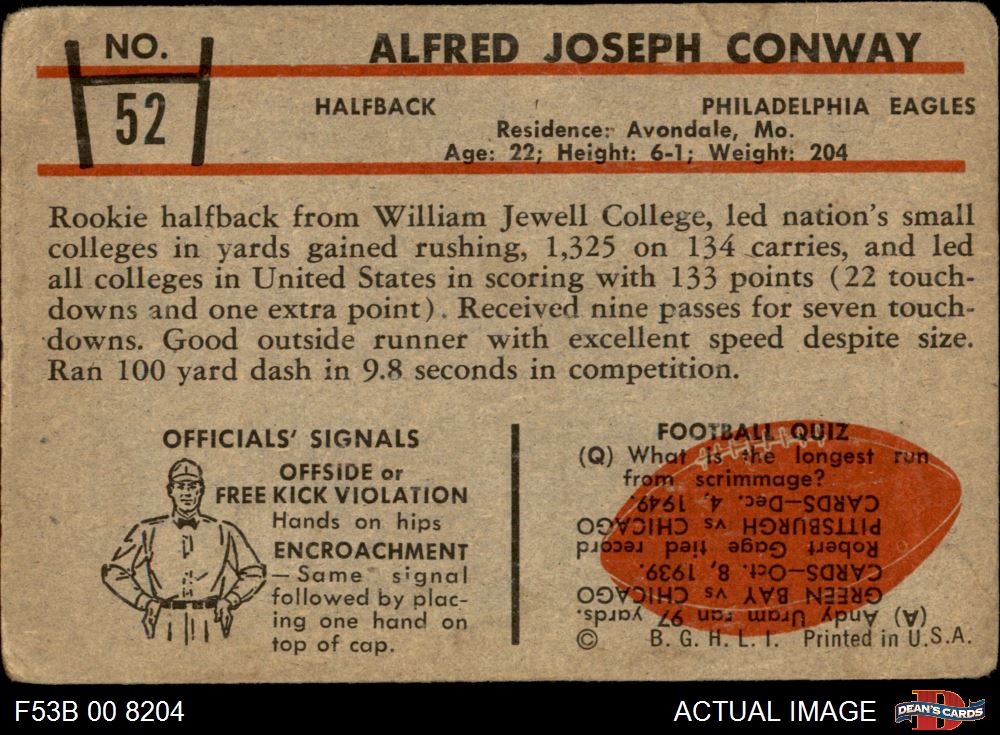 NO.
52
ALFRED JOSEPH CONWAY
HALFBACK
PHILADELPHIA EAGLES
Residence: Avondale, Mo.
Age: 22; Height: 6-1; Weight: 204
Rookie halfback from William Jewell College, led nation's small
colleges in yards gained rushing, 1,325 on 134 carries, and led
all colleges in United States in scoring with 133 points (22 touch-
downs and one extra point). Received nine passes for seven touch-
downs. Good outside runner with excellent speed despite size.
Ran 100 yard dash in 9.8 seconds in competition.
OFFICIALS' SIGNALS
OFFSIDE or
FREE KICK VIOLATION
Hands on hips
ENCROACHMENT
—Same signal
followed by plac-
ing one hand on
top of cap.
FOOTBALL QUIZ
(Q) What is the longest run
from scrimmage?
(A) Andy Uram ran 97 yards.
GREEN BAY vs CHICAGO
CARDS—Oct. 8, 1939.
Robert Gage tied record
PITTSBURGH vs CHICAGO
CARDS—Dec. 4, 1949.
© B. G. H. L. I. Printed in U.S.A.
F53B 00 8204
ACTUAL IMAGE
D
DEAN'S CARDS